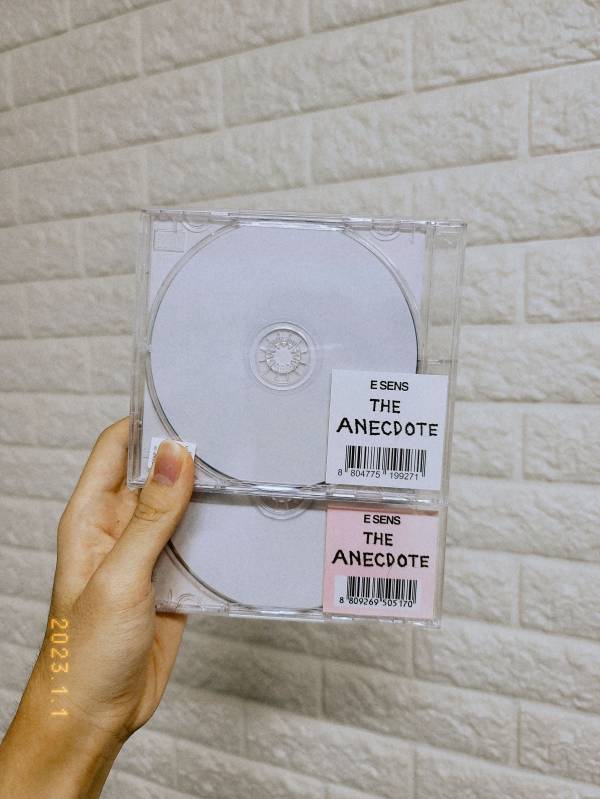 E SENS
THE
ANECDOTE
8 804775 199271
E SENS
THE
ANECDOTE
8 809269 505170
2023.1.1